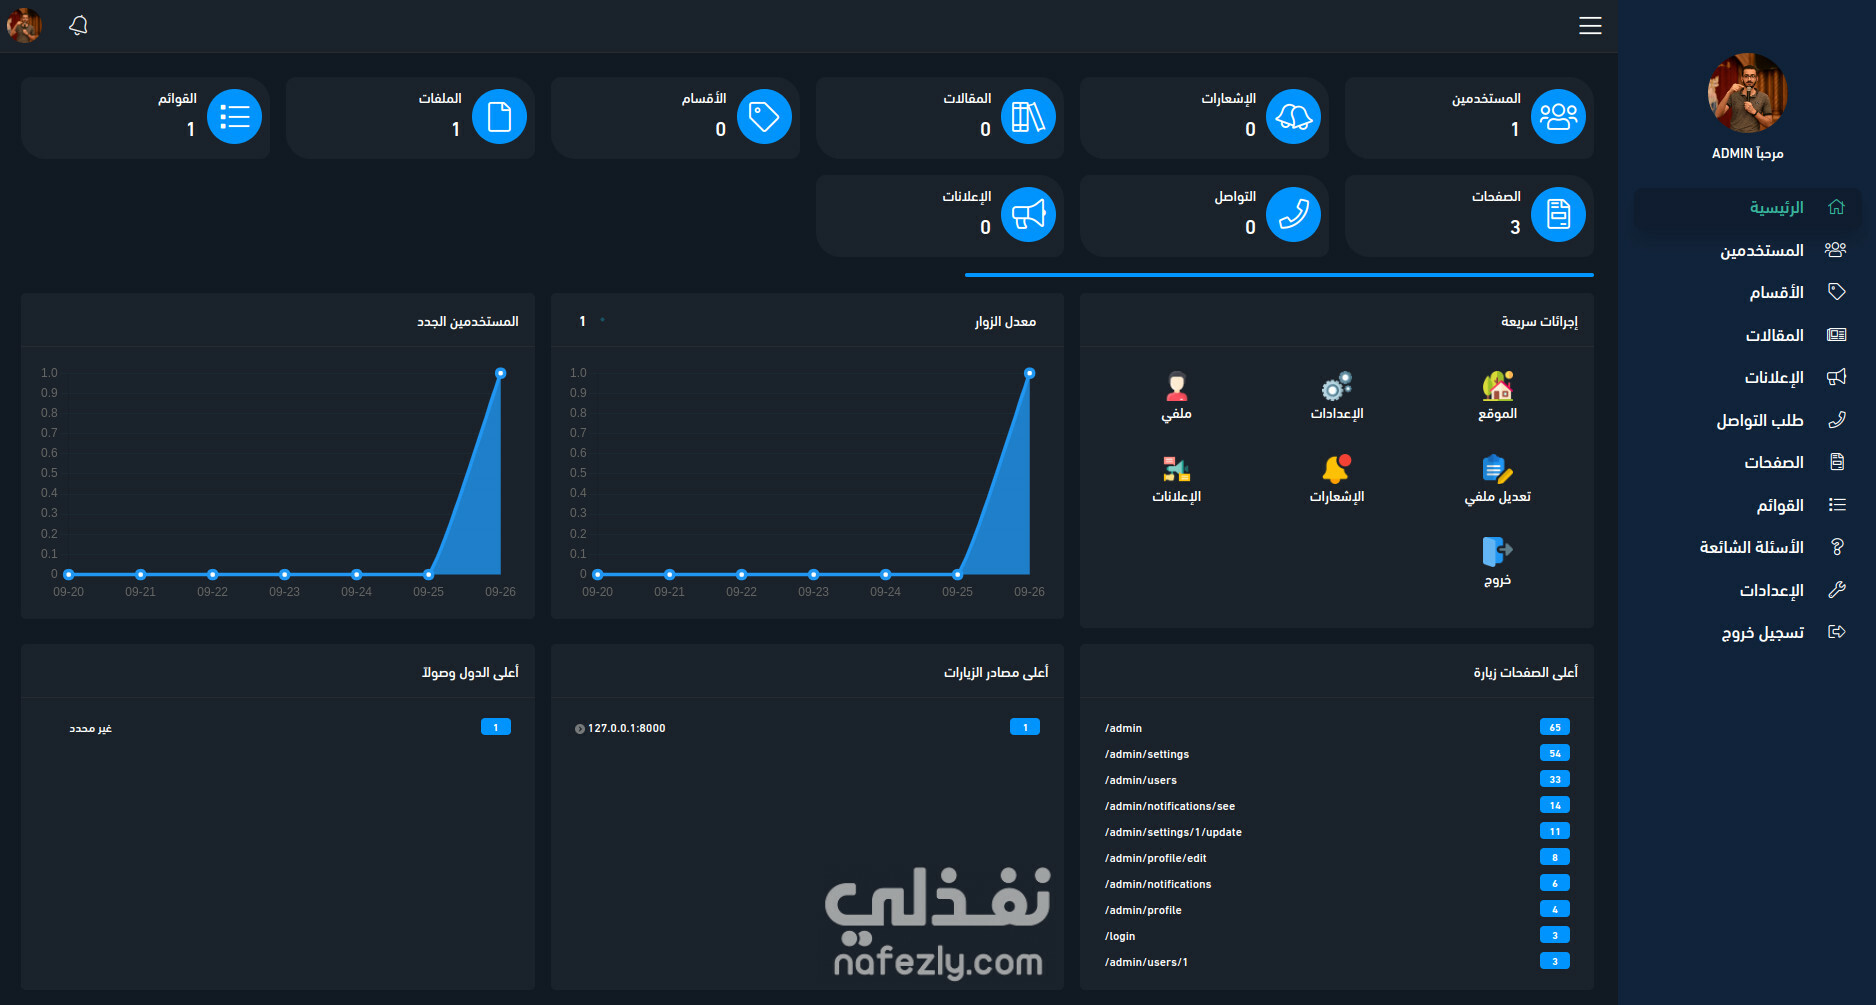 مرحباً ADMIN
الرئيسية
المستخدمين
الأقسام
المقالات
الإعلانات
طلب التواصل
الصفحات
القوائم
الأسئلة الشائعة
الإعدادات
تسجيل خروج
المستخدمين
1
الإشعارات
0
المقالات
0
الأقسام
0
الملفات
1
القوائم
1
الصفحات
3
التواصل
0
الإعلانات
0
إجرائات سريعة
الموقع
الإعدادات
ملفي
تعديل ملفي
الإشعارات
الإعلانات
خروج
معدل الزوار
1
1.0
0.9
0.8
0.7
0.6
0.5
0.4
0.3
0.2
0.1
0
09-20 09-21 09-22 09-23 09-24 09-25 09-26
المستخدمين الجدد
1.0
0.9
0.8
0.7
0.6
0.5
0.4
0.3
0.2
0.1
0
09-20 09-21 09-22 09-23 09-24 09-25 09-26
أعلى الصفحات زيارة
/admin 65
/admin/settings 54
/admin/users 33
/admin/notifications/see 14
/admin/settings/1/update 11
/admin/profile/edit 8
/admin/notifications 6
/admin/profile 4
/login 3
/admin/users/1 3
أعلى مصادر الزيارات
127.0.0.1:8000 1
أعلى الدول وصولاً
غير محدد 1
نفذلي
nafezly.com